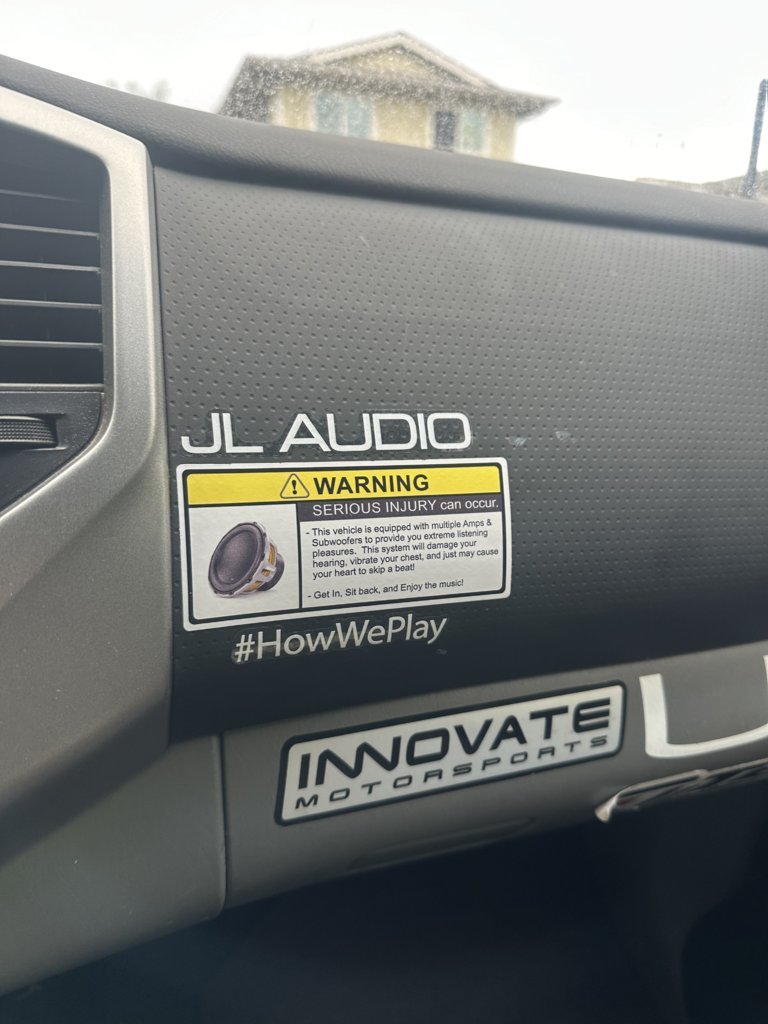 JL AUDIO
WARNING
SERIOUS INJURY can occur.
- This vehicle is equipped with multiple Amps &
Subwoofers to provide you extreme listening
pleasures. This system will damage your
hearing, vibrate your chest, and just may cause
your heart to skip a beat!
- Get In, Sit back, and Enjoy the music!
#HowWePlay
INNOVATE
MOTORSPORTS